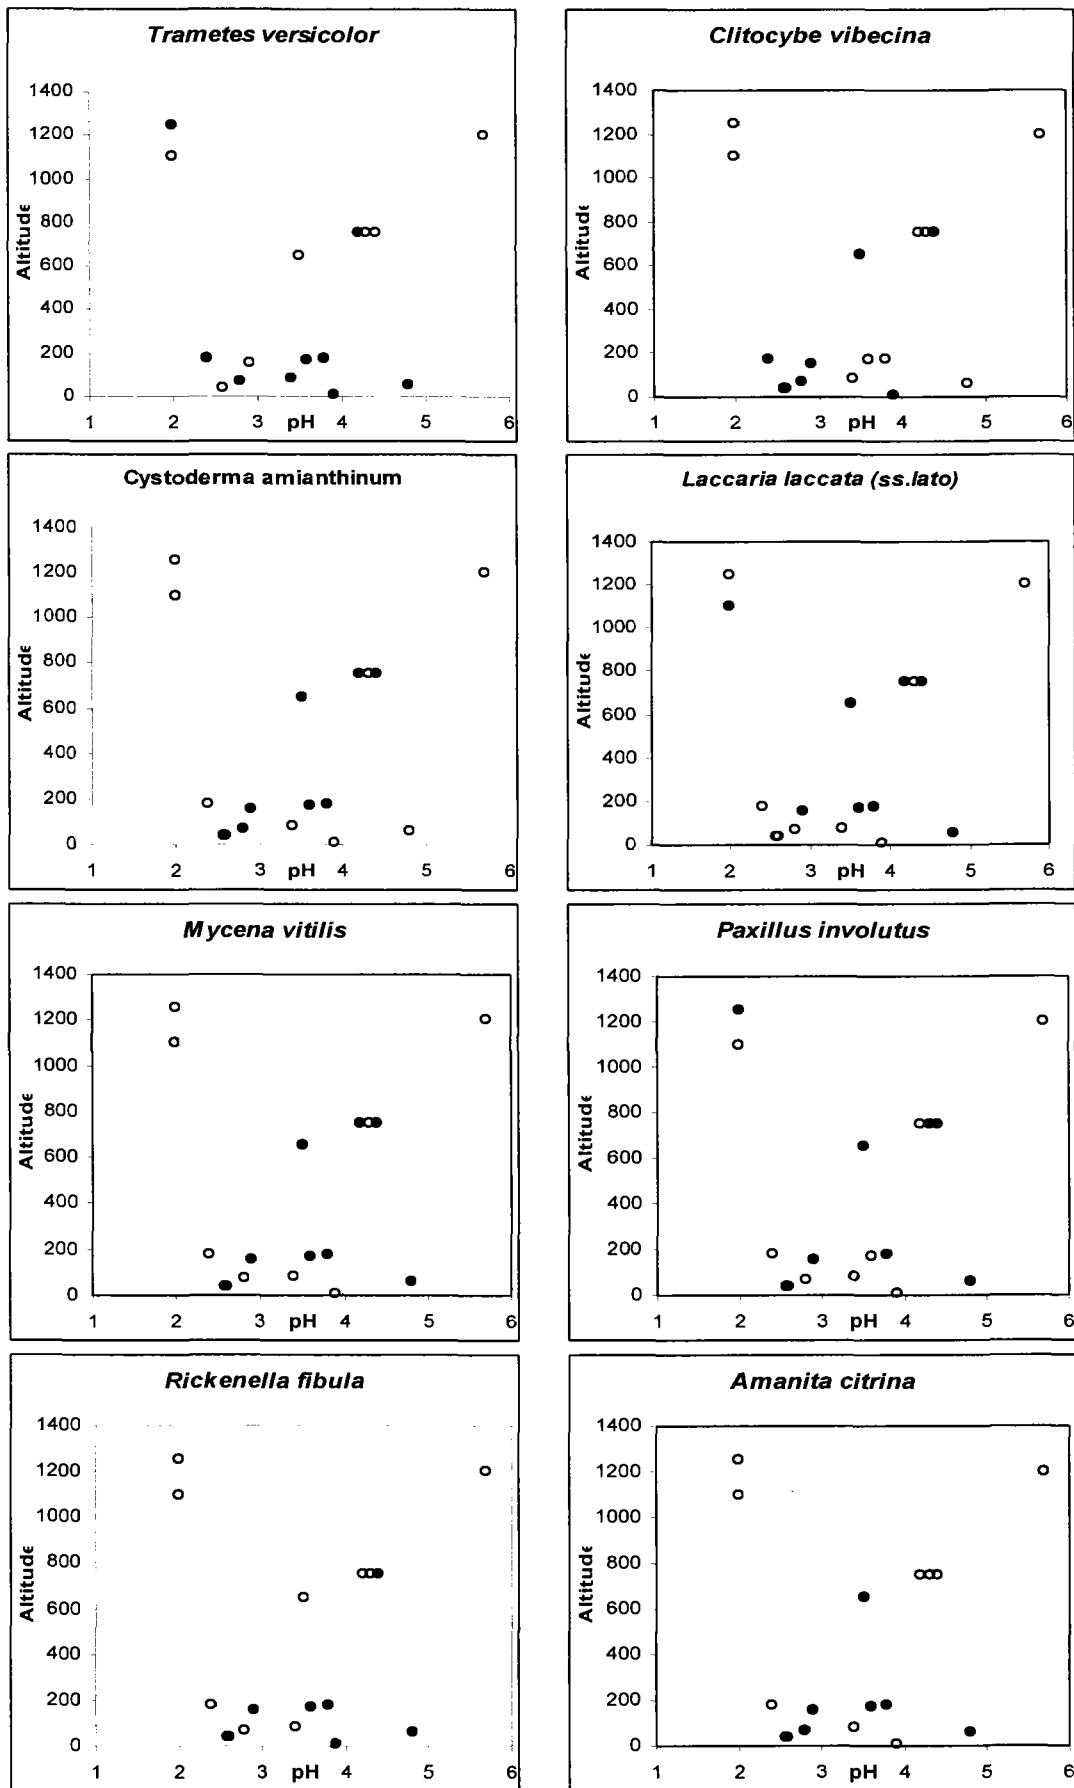 Trametes versicolor
1400
1200
1000
800
600
400
200
0
Altitude
1 2 3 pH 4 5 6
Clitocybe vibecina
1400
1200
1000
800
600
400
200
0
Altitude
1 2 3 pH 4 5 6
Cystoderma amianthinum
1400
1200
1000
800
600
400
200
0
Altitude
1 2 3 pH 4 5 6
Laccaria laccata (ss.lato)
1400
1200
1000
800
600
400
200
0
Altitude
1 2 3 pH 4 5 6
Mycena vitilis
1400
1200
1000
800
600
400
200
0
Altitude
1 2 3 pH 4 5 6
Paxillus involutus
1400
1200
1000
800
600
400
200
0
Altitude
1 2 3 pH 4 5 6
Rickenella fibula
1400
1200
1000
800
600
400
200
0
Altitude
1 2 3 pH 4 5 6
Amanita citrina
1400
1200
1000
800
600
400
200
0
Altitude
1 2 3 pH 4 5 6